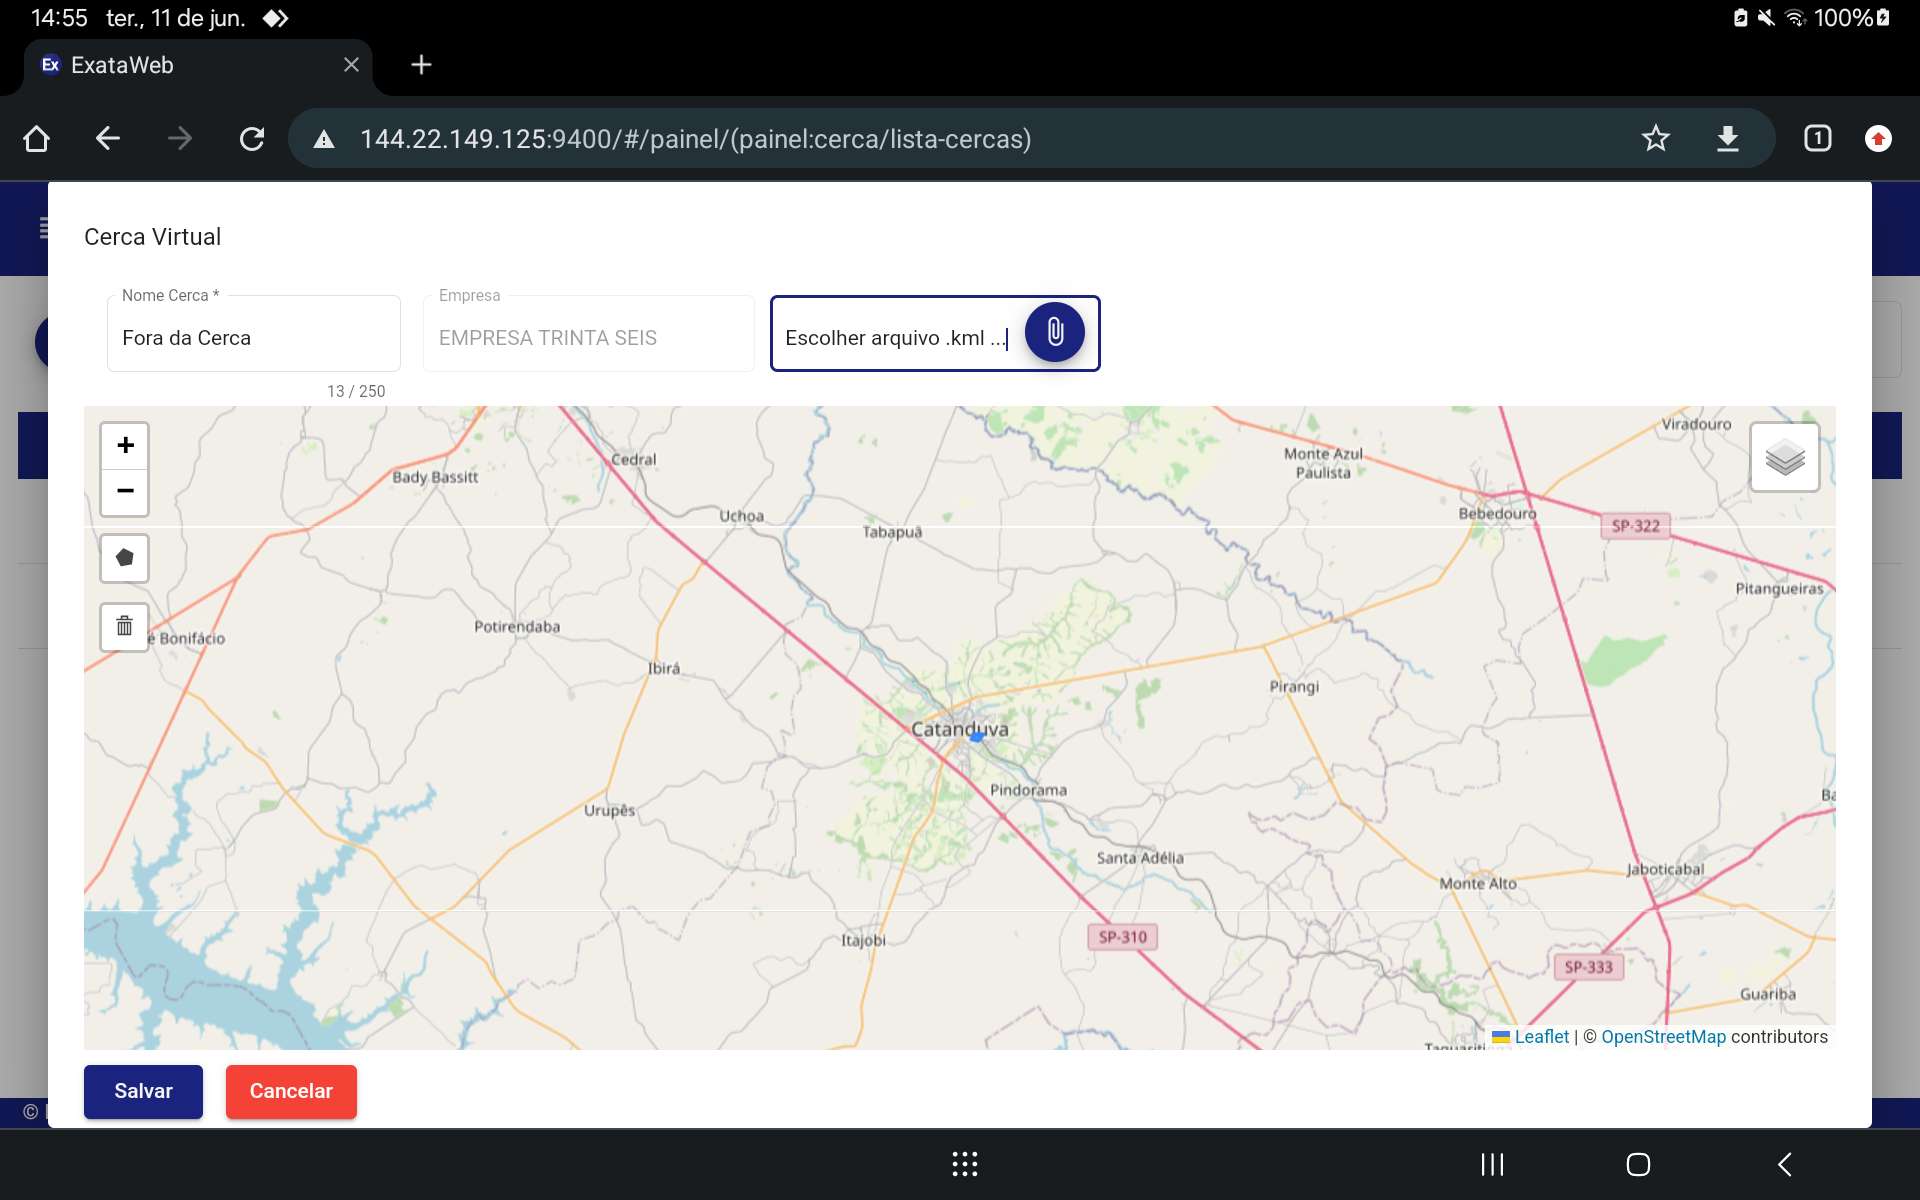 14:55 ter., 11 de jun. 100%
Ex ExataWeb
144.22.149.125:9400/#/painel/(painel:cerca/lista-cercas)
1
Cerca Virtual
Nome Cerca *
Fora da Cerca
13 / 250
Empresa
EMPRESA TRINTA SEIS
Escolher arquivo .kml ...
+
−
Viradouro
Monte Azul
Paulista
Cedral
Bady Bassitt
Uchoa
Bebedouro
SP-322
Tabapuã
Pitangueiras
Potirendaba
é Bonifácio
Ibirá
Pirangi
Catanduva
Pindorama
Ba
Urupês
Santa Adélia
Jaboticabal
Monte Alto
SP-310
Itajobi
SP-333
Guariba
Leaflet | © OpenStreetMap contributors
Salvar
Cancelar
©